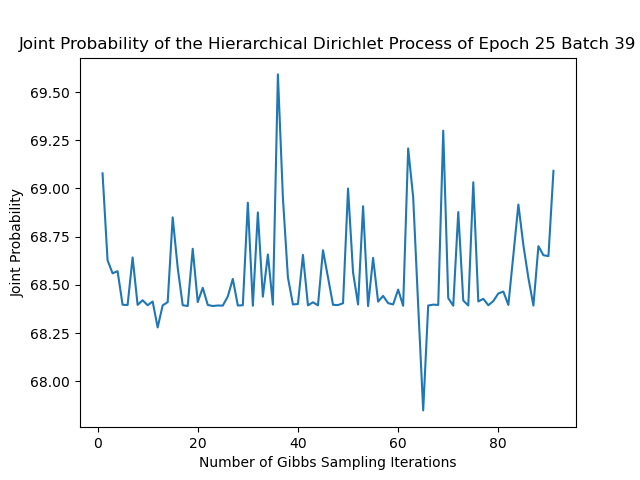 Joint Probability of the Hierarchical Dirichlet Process of Epoch 25 Batch 39
69.50
69.25
69.00
68.75
68.50
68.25
68.00
Joint Probability
0 20 40 60 80
Number of Gibbs Sampling Iterations